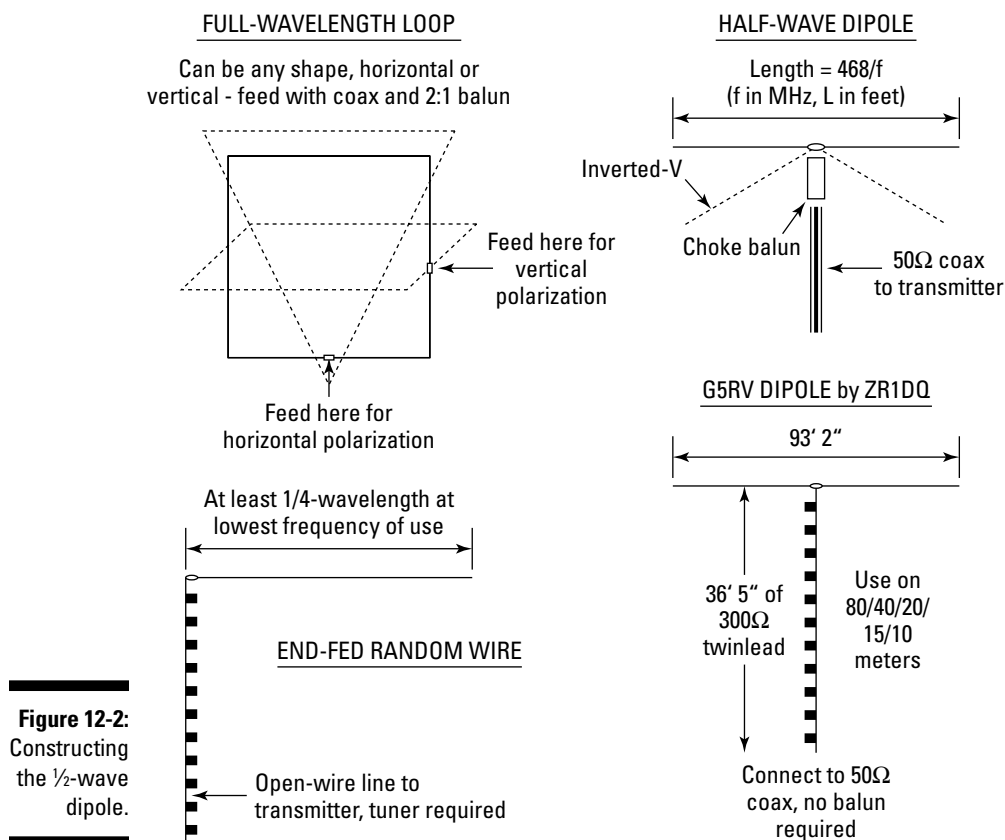 FULL-WAVELENGTH LOOP
Can be any shape, horizontal or
vertical - feed with coax and 2:1 balun
Feed here for
vertical
polarization
Feed here for
horizontal polarization
HALF-WAVE DIPOLE
Length = 468/f
(f in MHz, L in feet)
Inverted-V
Choke balun
50Ω coax
to transmitter
At least 1/4-wavelength at
lowest frequency of use
END-FED RANDOM WIRE
Open-wire line to
transmitter, tuner required
G5RV DIPOLE by ZR1DQ
93‘ 2“
36‘ 5“ of
300Ω
twinlead
Use on
80/40/20/
15/10
meters
Connect to 50Ω
coax, no balun
required
Figure 12-2:
Constructing
the ½-wave
dipole.